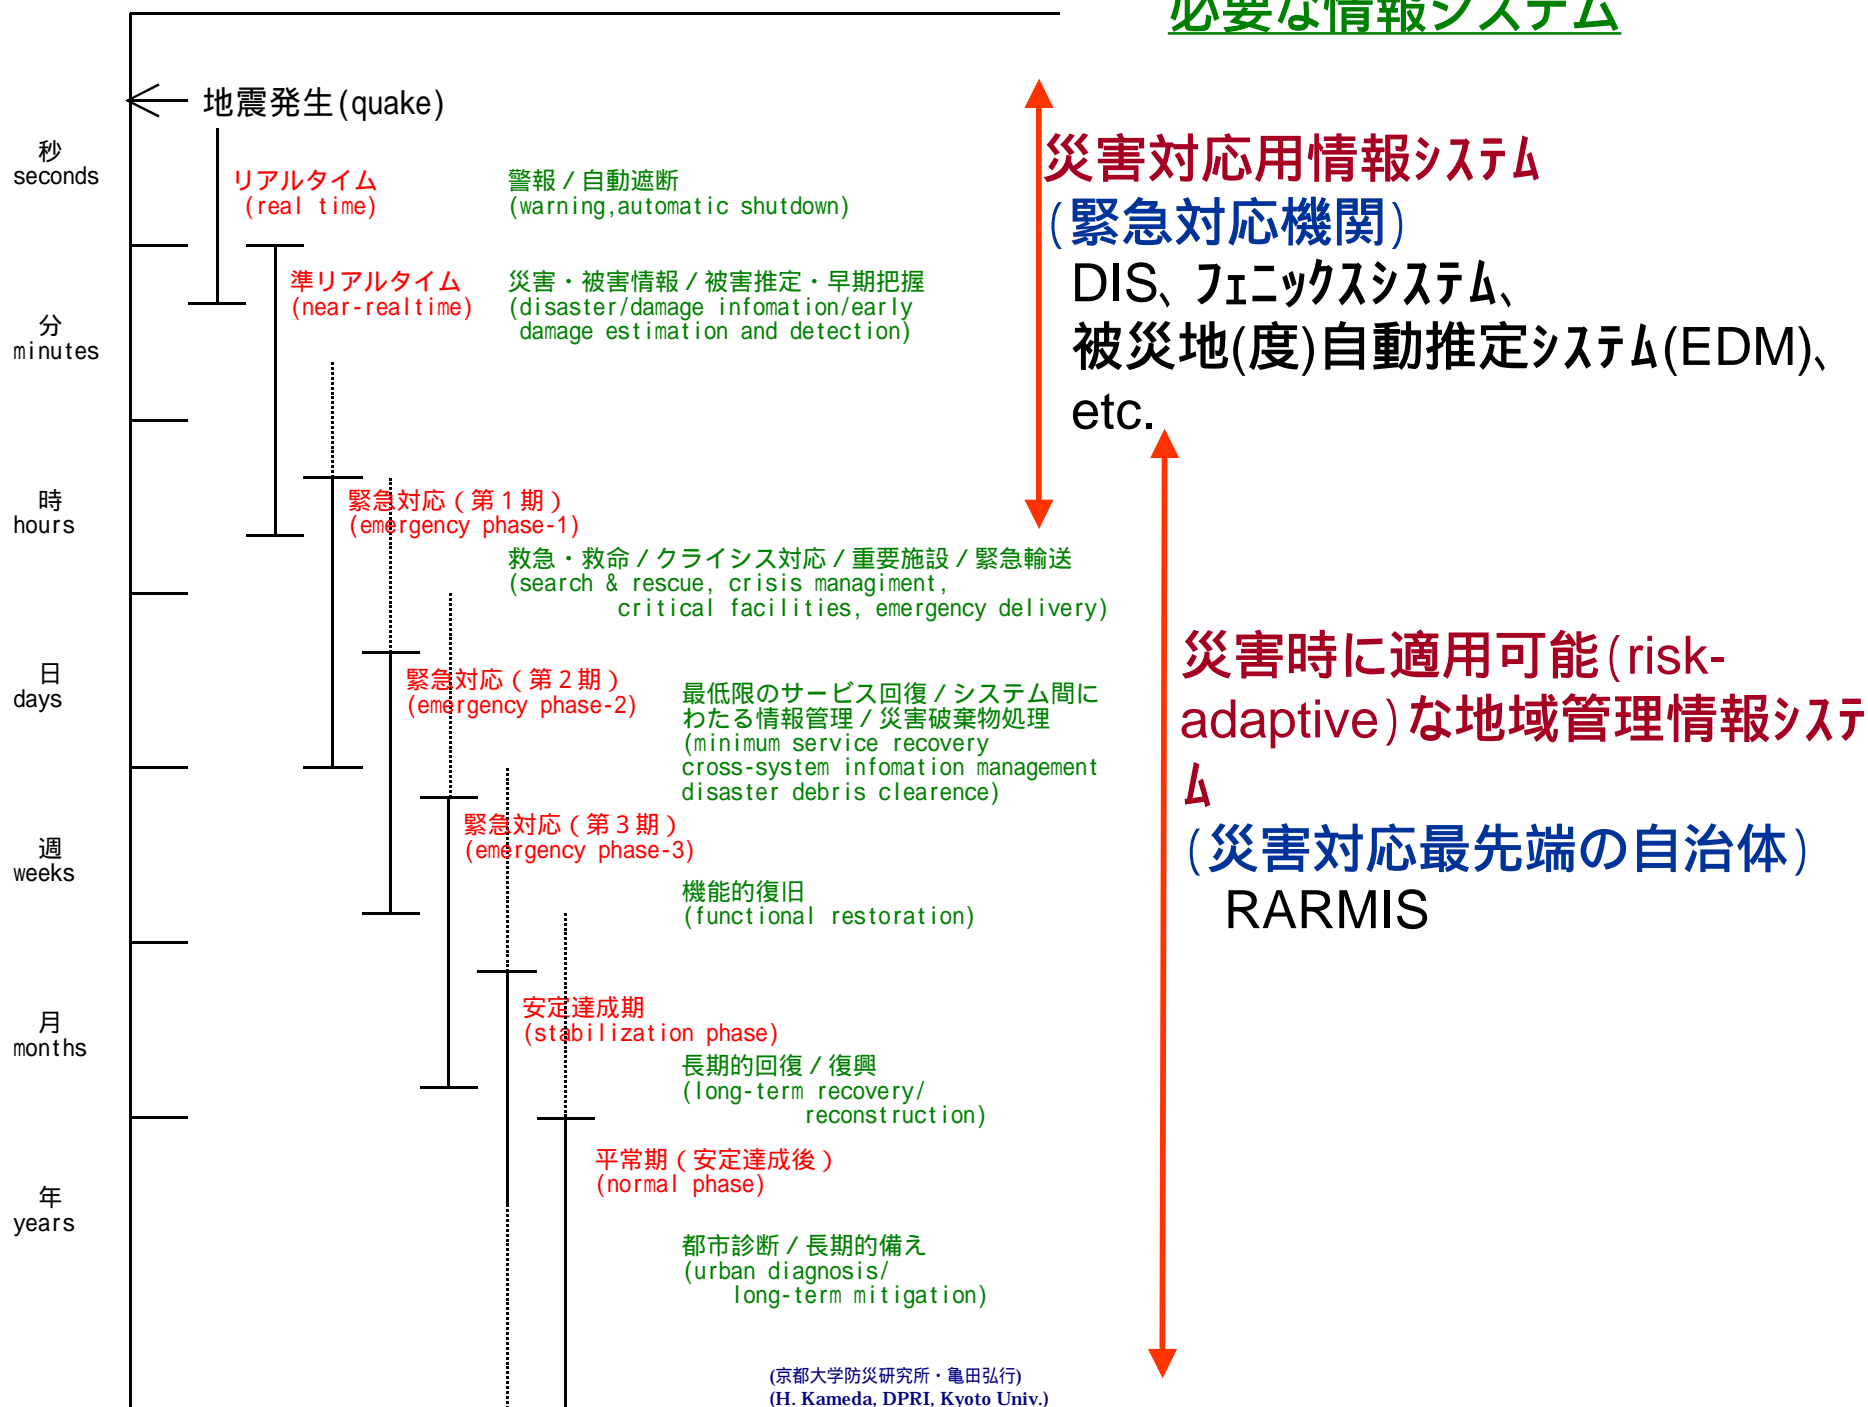 必要な情報システム
地震発生(quake)
秒
seconds
リアルタイム
(real time)
警報/自動遮断
(warning,automatic shutdown)
災害対応用情報システム
(緊急対応機関)
DIS、フェニックスシステム、
被災地(度)自動推定システム(EDM)、
etc.
準リアルタイム
(near-realtime)
災害・被害情報/被害推定・早期把握
(disaster/damage infomation/early
damage estimation and detection)
分
minutes
時
hours
緊急対応(第1期)
(emergency phase-1)
救急・救命/クライシス対応/重要施設/緊急輸送
(search & rescue, crisis managiment,
critical facilities, emergency delivery)
日
days
緊急対応(第2期)
(emergency phase-2)
最低限のサービス回復/システム間に
わたる情報管理/災害破棄物処理
(minimum service recovery
cross-system infomation management
disaster debris clearence)
災害時に適用可能(risk-
adaptive)な地域管理情報システ
ム
(災害対応最先端の自治体)
RARMIS
緊急対応(第3期)
(emergency phase-3)
週
weeks
機能的復旧
(functional restoration)
月
months
安定達成期
(stabilization phase)
長期的回復/復興
(long-term recovery/
reconstruction)
平常期(安定達成後)
(normal phase)
年
years
都市診断/長期的備え
(urban diagnosis/
long-term mitigation)
(京都大学防災研究所・亀田弘行)
(H. Kameda, DPRI, Kyoto Univ.)